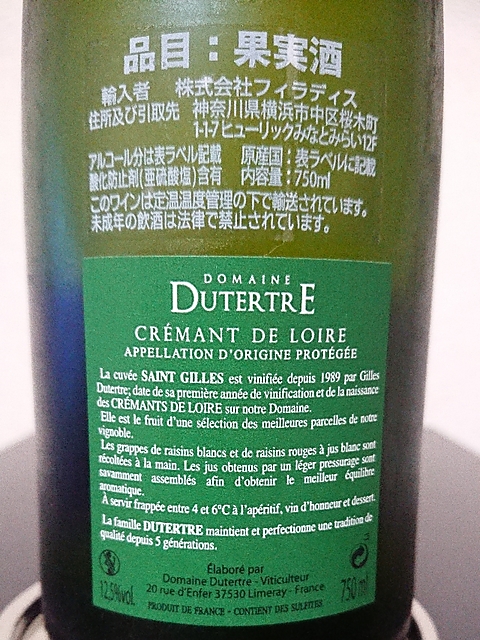 品目：果実酒
輸入者　株式会社フィラディス
住所及び引取先　神奈川県横浜市中区桜木町
1-1-7 ヒューリックみなとみらい12F
アルコール分は表ラベル記載　原産国：表ラベルに記載
酸化防止剤(亜硫酸塩)含有　内容量：750ml
このワインは定温温度管理の下で輸送されています。
未成年の飲酒は法律で禁止されています。
DOMAINE
DUTERTRE
CRÉMANT DE LOIRE
APPELLATION D'ORIGINE PROTÉGÉE
La cuvée SAINT GILLES est vinifiée depuis 1989 par Gilles
Dutertre; date de sa première année de vinification et de la naissance
des CRÉMANTS DE LOIRE sur notre Domaine.
Elle est le fruit d'une sélection des meilleures parcelles de notre
vignoble.
Les grappes de raisins blancs et de raisins rouges à jus blanc sont
récoltées à la main. Les jus obtenus par un léger pressurage sont
savamment assemblés afin d'obtenir le meilleur équilibre
aromatique.
À servir frappée entre 4 et 6°C à l'apéritif, vin d'honneur et dessert.
La famille DUTERTRE maintient et perfectionne une tradition de
qualité depuis 5 générations.
Élaboré par
Domaine Dutertre - Viticulteur
12,5%vol.
20 rue d'Enfer 37530 Limeray - France
750 ml
PRODUIT DE FRANCE - CONTIENT DES SULFITES